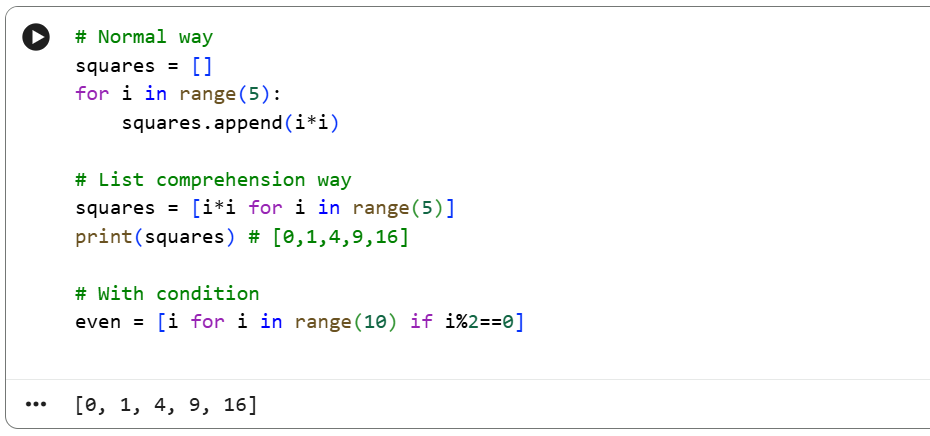 # Normal way
squares = []
for i in range(5):
    squares.append(i*i)

# List comprehension way
squares = [i*i for i in range(5)]
print(squares) # [0,1,4,9,16]

# With condition
even = [i for i in range(10) if i%2==0]

[0, 1, 4, 9, 16]